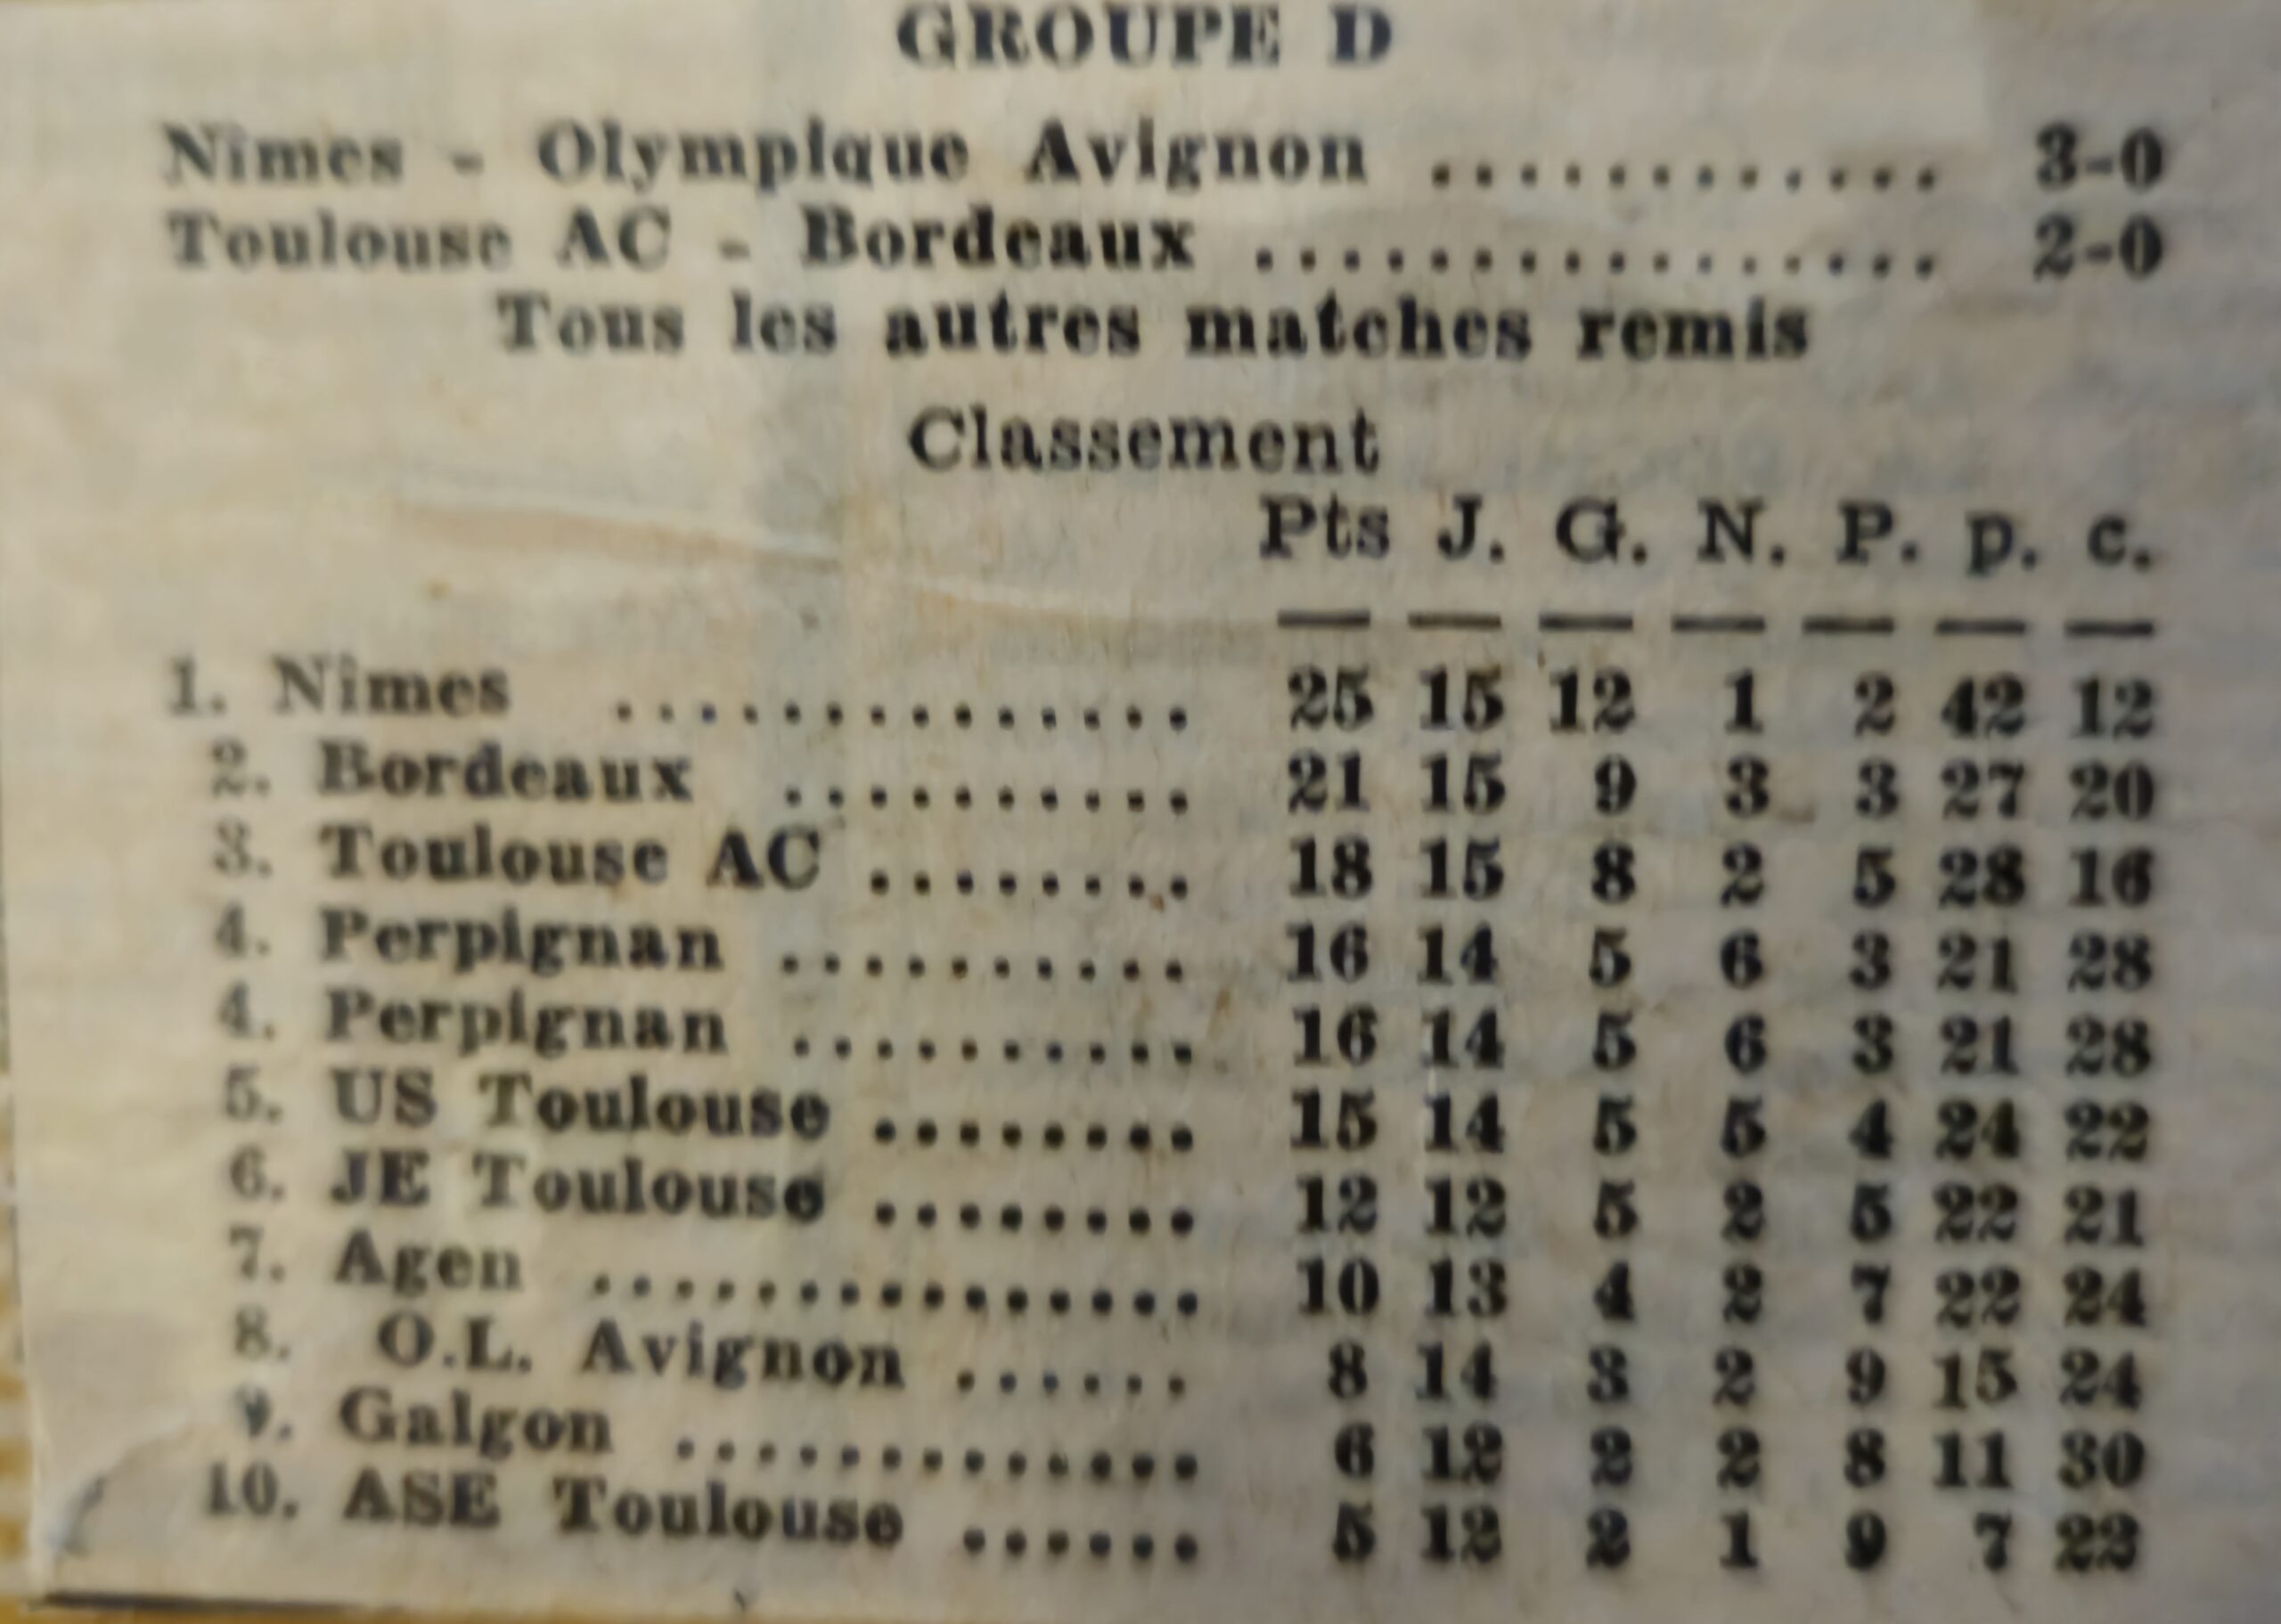 GROUPE D
Nîmes - Olympique Avignon ............. 3-0
Toulouse AC - Bordeaux ................. 2-0
Tous les autres matches remis
Classement
Pts J. G. N. P. p. c.
1. Nîmes .............. 25 15 12 1 2 42 12
2. Bordeaux .......... 21 15 9 3 3 27 20
3. Toulouse AC ........ 18 15 8 2 5 28 16
4. Perpignan .......... 16 14 5 6 3 21 28
4. Perpignan .......... 16 14 5 6 3 21 28
5. US Toulouse ........ 15 14 5 5 4 24 22
6. JE Toulouse ........ 12 12 5 2 5 22 21
7. Agen ............... 10 13 4 2 7 22 24
8. O.L. Avignon ...... 8 14 3 2 9 15 24
9. Galgon ............. 6 12 2 2 8 11 30
10. ASE Toulouse ...... 5 12 2 1 9 7 22